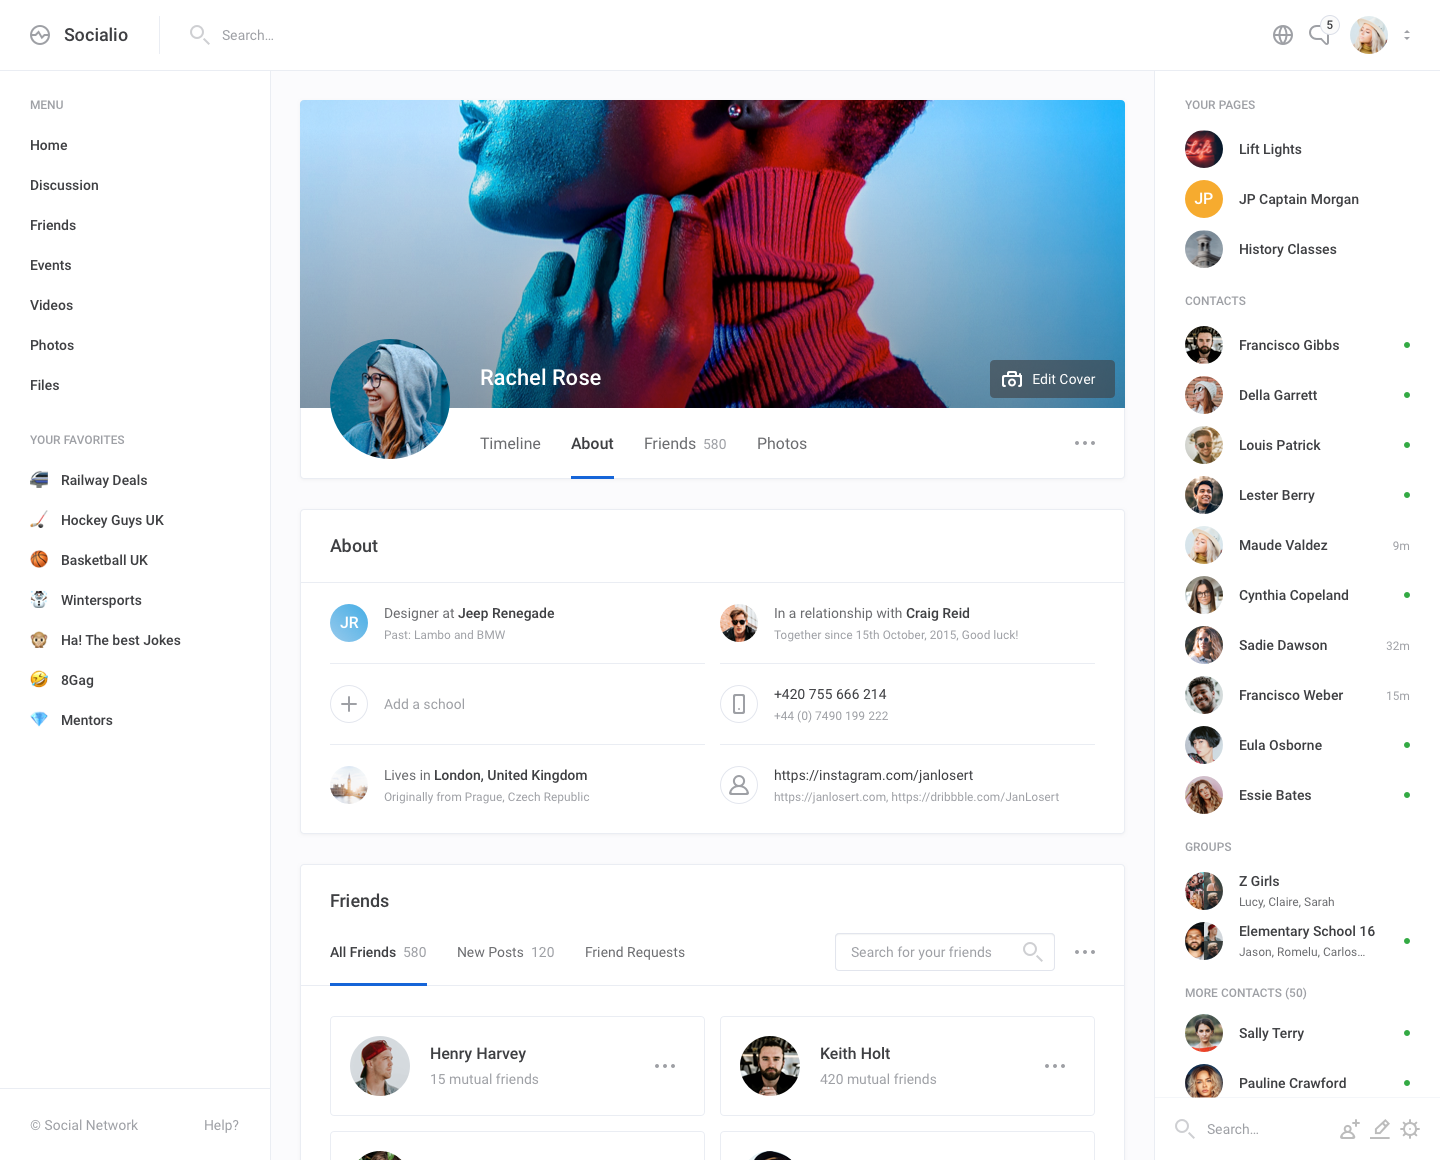 Socialio
Search...
5
MENU
Home
Discussion
Friends
Events
Videos
Photos
Files
YOUR FAVORITES
Railway Deals
Hockey Guys UK
Basketball UK
Wintersports
Ha! The best Jokes
8Gag
Mentors
© Social Network
Help?
Rachel Rose
Edit Cover
Timeline
About
Friends 580
Photos
About
JR
Designer at Jeep Renegade
Past: Lambo and BMW
In a relationship with Craig Reid
Together since 15th October, 2015, Good luck!
Add a school
+420 755 666 214
+44 (0) 7490 199 222
Lives in London, United Kingdom
Originally from Prague, Czech Republic
https://instagram.com/janlosert
https://janlosert.com, https://dribbble.com/JanLosert
Friends
All Friends 580
New Posts 120
Friend Requests
Search for your friends
Henry Harvey
15 mutual friends
Keith Holt
420 mutual friends
YOUR PAGES
Lift
Lift Lights
JP
JP Captain Morgan
History Classes
CONTACTS
Francisco Gibbs
Della Garrett
Louis Patrick
Lester Berry
Maude Valdez
9m
Cynthia Copeland
Sadie Dawson
32m
Francisco Weber
15m
Eula Osborne
Essie Bates
GROUPS
Z Girls
Lucy, Claire, Sarah
Elementary School 16
Jason, Romelu, Carlos...
MORE CONTACTS (50)
Sally Terry
Pauline Crawford
Search...